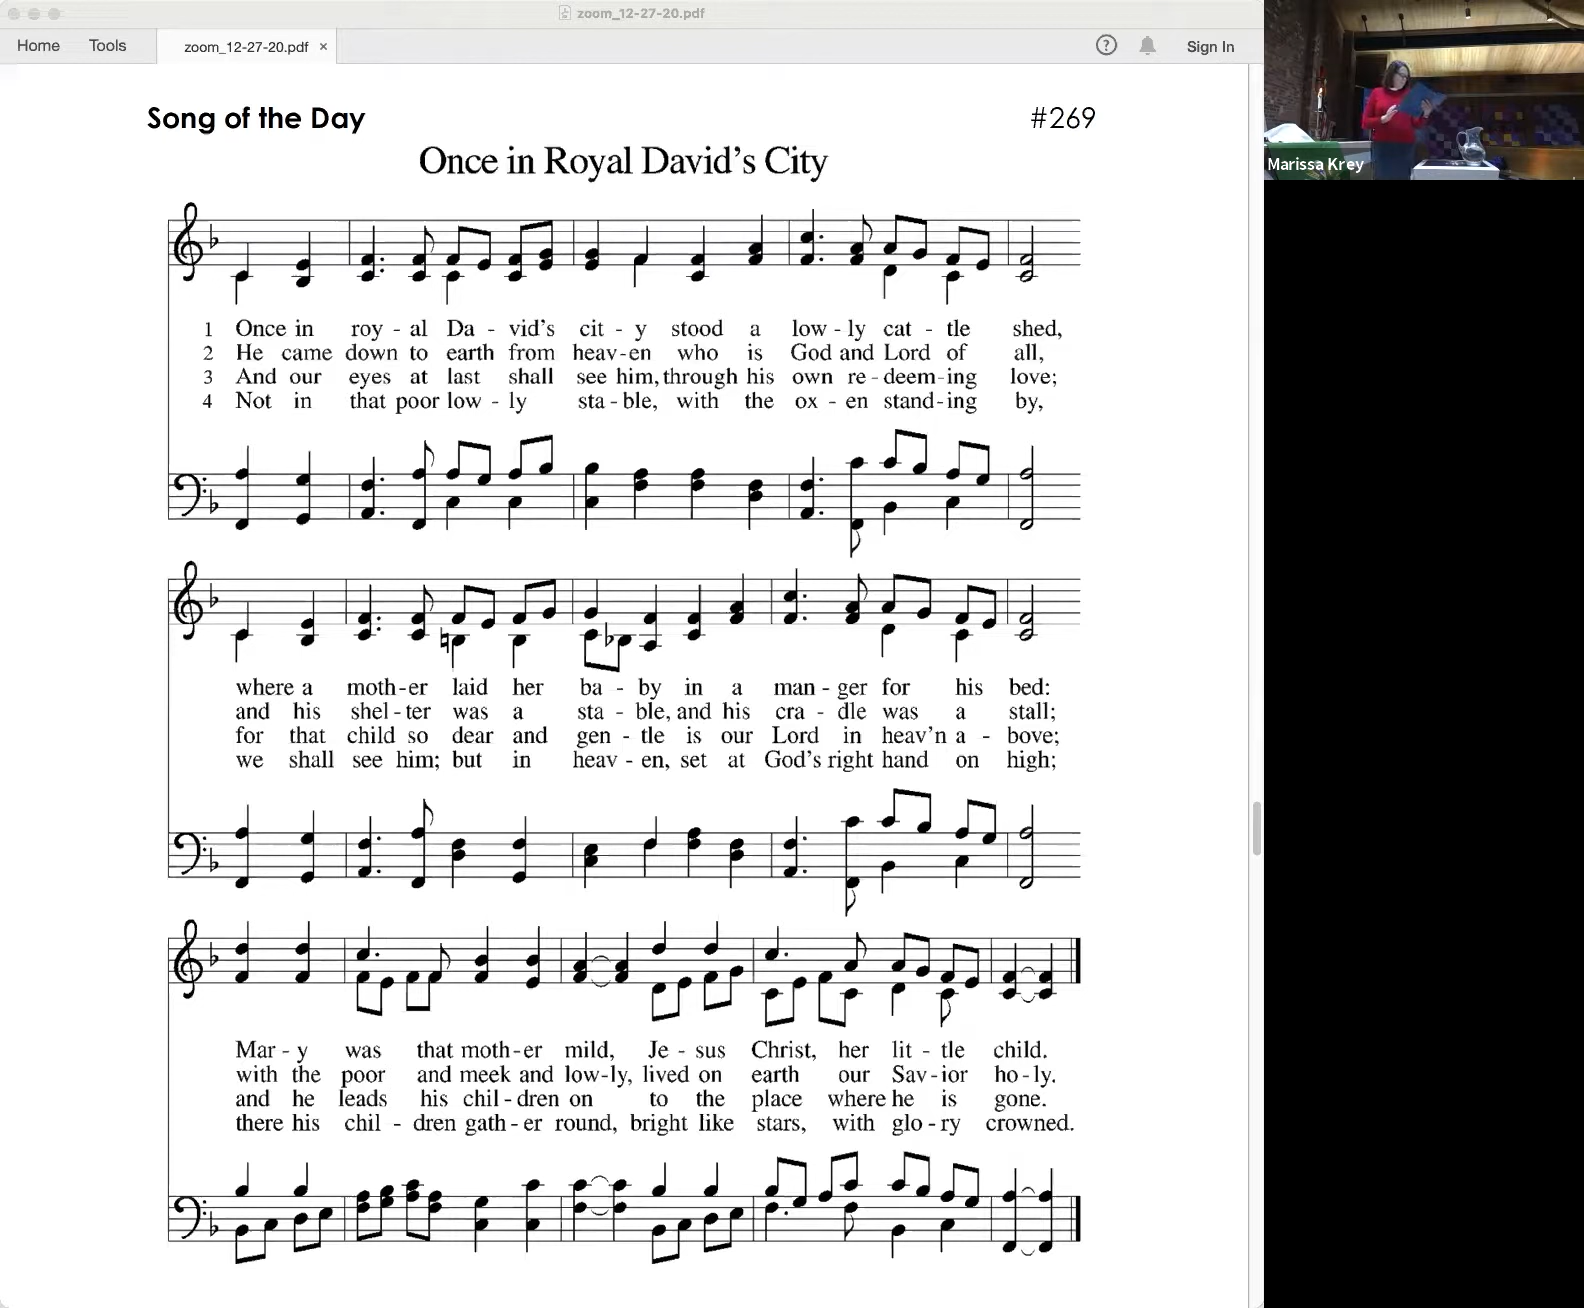 zoom_12-27-20.pdf
Home Tools zoom_12-27-20.pdf × ? Sign In
Song of the Day #269
Once in Royal David's City
Marissa Krey
1 Once in roy - al Da - vid's cit - y stood a low - ly cat - tle shed,
2 He came down to earth from heav - en who is God and Lord of all,
3 And our eyes at last shall see him, through his own re - deem - ing love;
4 Not in that poor low - ly sta - ble, with the ox - en stand - ing by,
where a moth - er laid her ba - by in a man - ger for his bed:
and his shel - ter was a sta - ble, and his cra - dle was a stall;
for that child so dear and gen - tle is our Lord in heav'n a - bove;
we shall see him; but in heav - en, set at God's right hand on high;
Mar - y was that moth - er mild, Je - sus Christ, her lit - tle child.
with the poor and meek and low - ly, lived on earth our Sav - ior ho - ly.
and he leads his chil - dren on to the place where he is gone.
there his chil - dren gath - er round, bright like stars, with glo - ry crowned.